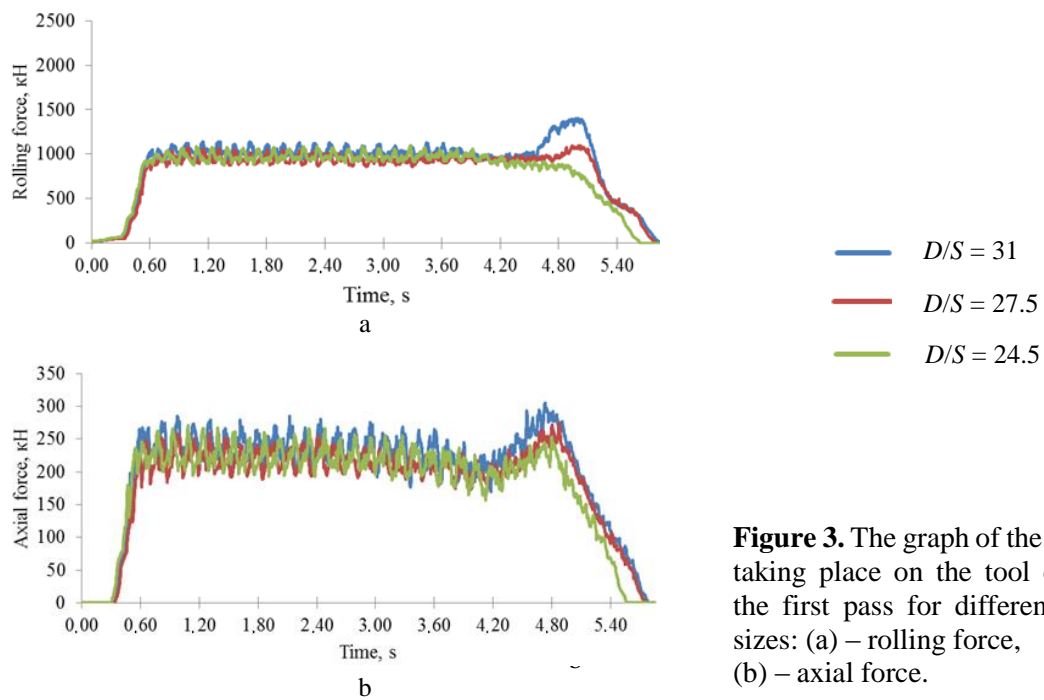 2500
2000
1500
1000
500
0
Rolling force, кН
0.00 0.60 1.20 1.80 2.40 3.00 3.60 4.20 4.80 5.40
Time, s
a
D/S = 31
D/S = 27.5
D/S = 24.5
350
300
250
200
150
100
50
0
Axial force, кН
0.00 0.60 1.20 1.80 2.40 3.00 3.60 4.20 4.80 5.40
Time, s
b
Figure 3. The graph of the
taking place on the tool
the first pass for differen
sizes: (a) – rolling force,
(b) – axial force.